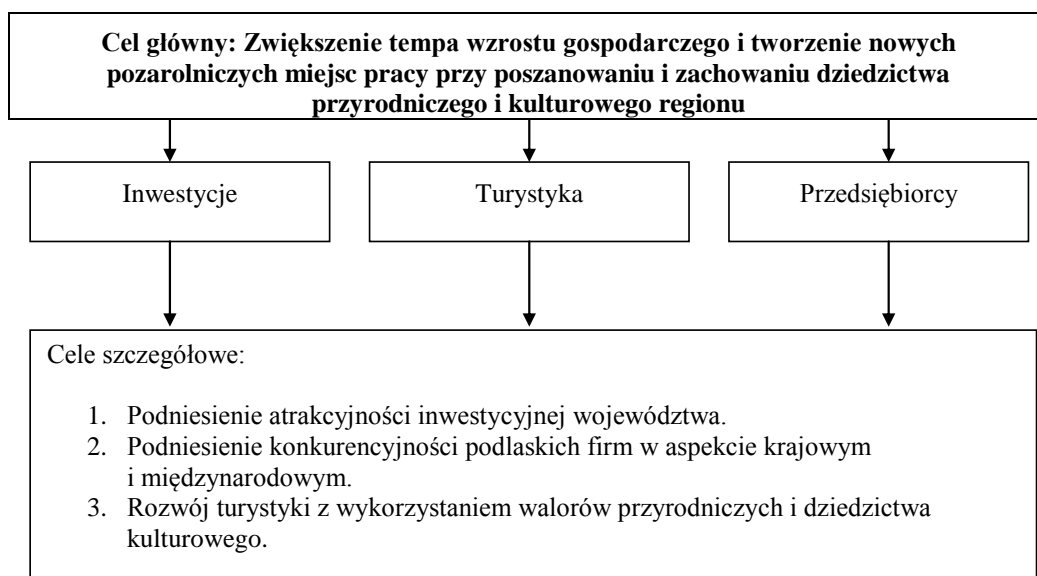 Cel główny: Zwiększenie tempa wzrostu gospodarczego i tworzenie nowych
pozarolniczych miejsc pracy przy poszanowaniu i zachowaniu dziedzictwa
przyrodniczego i kulturowego regionu
Inwestycje
Turystyka
Przedsiębiorcy
Cele szczegółowe:
1. Podniesienie atrakcyjności inwestycyjnej województwa.
2. Podniesienie konkurencyjności podlaskich firm w aspekcie krajowym
i międzynarodowym.
3. Rozwój turystyki z wykorzystaniem walorów przyrodniczych i dziedzictwa
kulturowego.